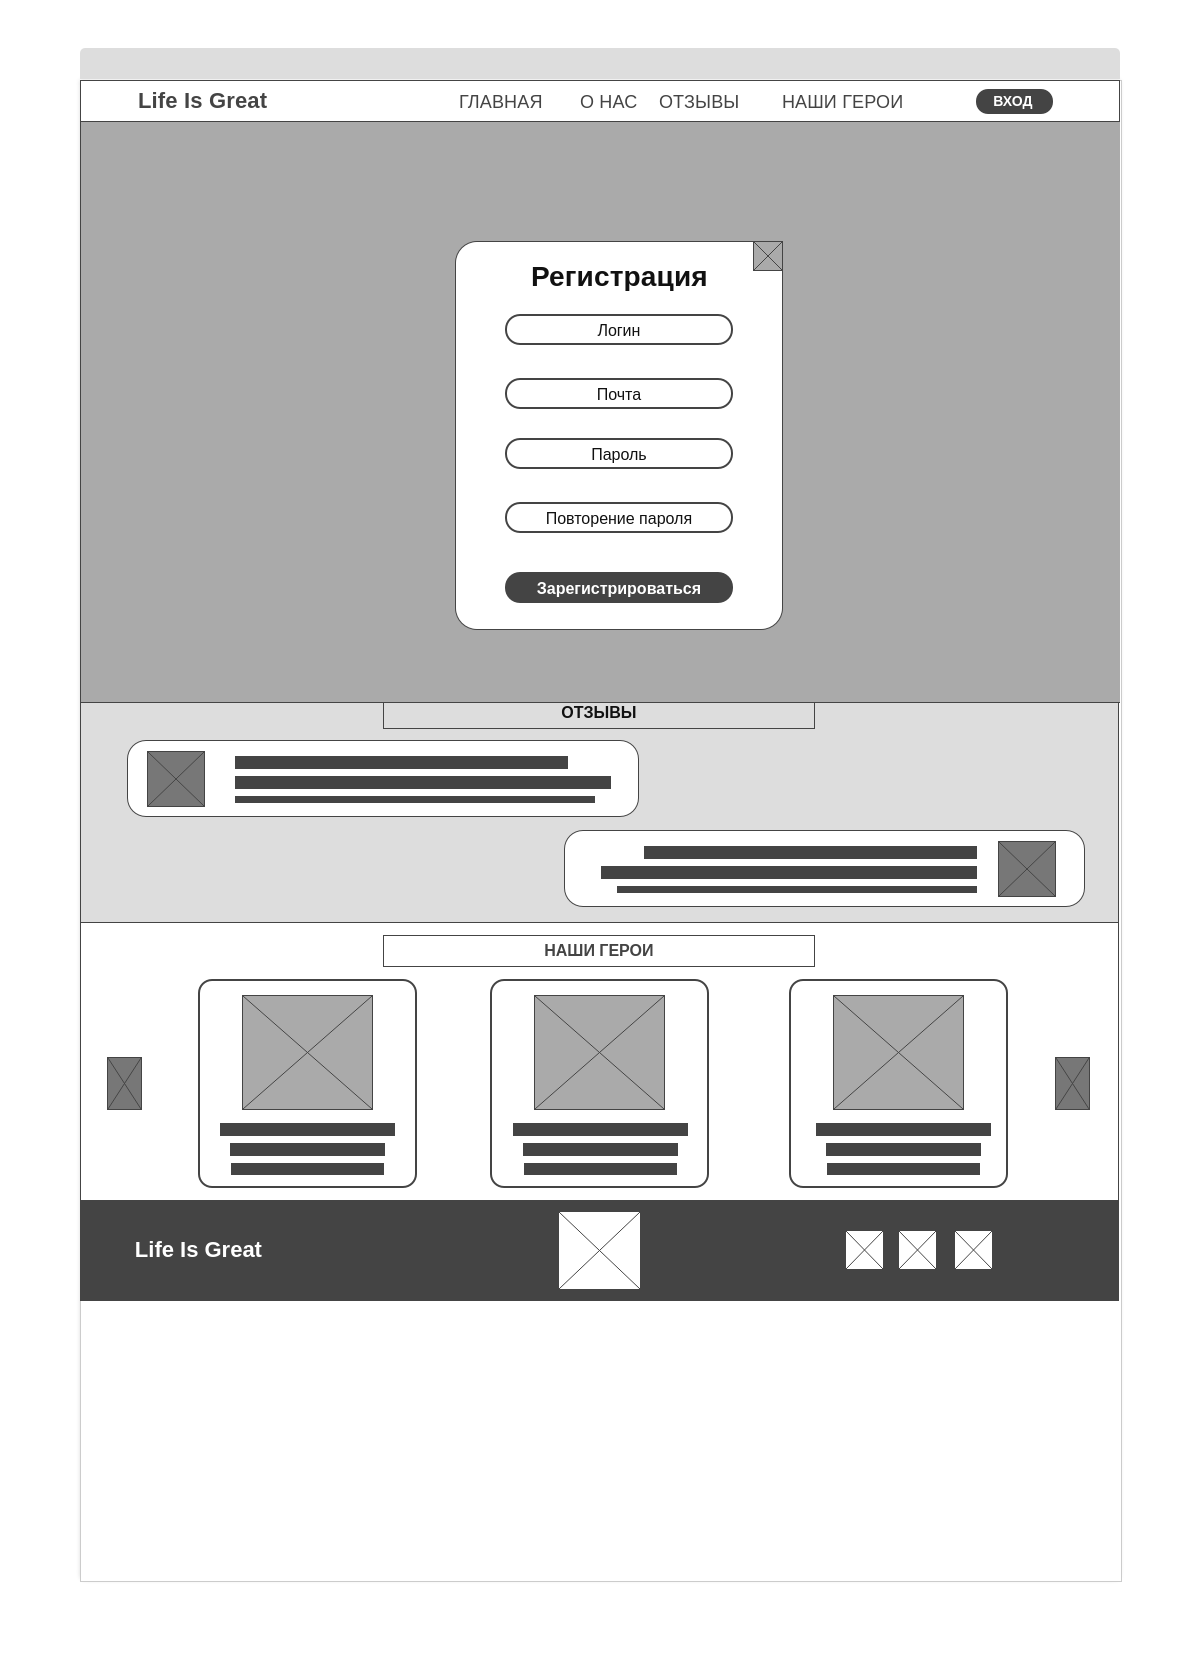 Life Is Great
ГЛАВНАЯ О НАС ОТЗЫВЫ НАШИ ГЕРОИ ВХОД
Регистрация
Логин
Почта
Пароль
Повторение пароля
Зарегистрироваться
ОТЗЫВЫ
НАШИ ГЕРОИ
Life Is Great